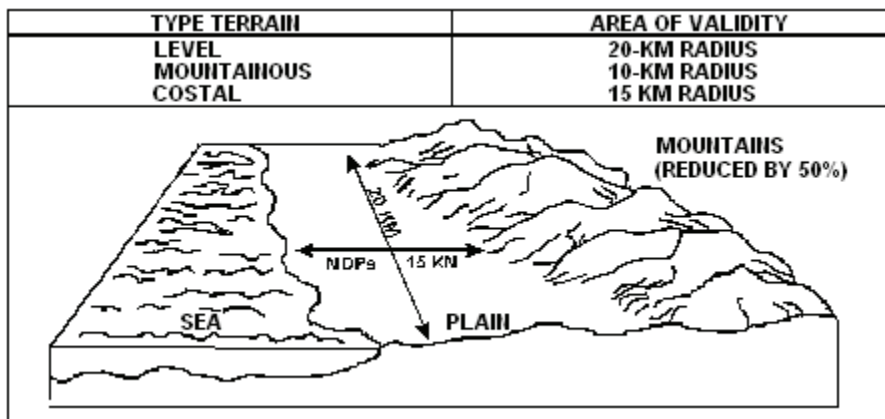 TYPE TERRAIN AREA OF VALIDITY
LEVEL 20-KM RADIUS
MOUNTAINOUS 10-KM RADIUS
COSTAL 15 KM RADIUS
MOUNTAINS
(REDUCED BY 50%)
20 KM
NDPs 15 KN
SEA PLAIN